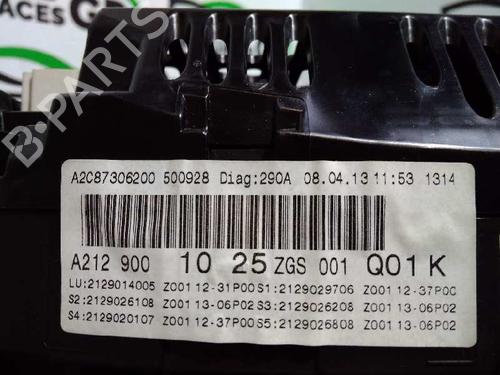 PLACES GR
B-PARTS
A2C87306200 500928 Diag:290A 08.04.13 11:53 1314
A212 900 10 25 ZGS 001 Q01 K
LU:2129014005 Z001 12-31P00 S1:2129029706 Z001 12-37P00
S2:2129026108 Z001 13-06P02 S3:2129026208 Z001 13-06P02
S4:2129020107 Z001 12-37P00 S5:2129026808 Z001 13-06P02